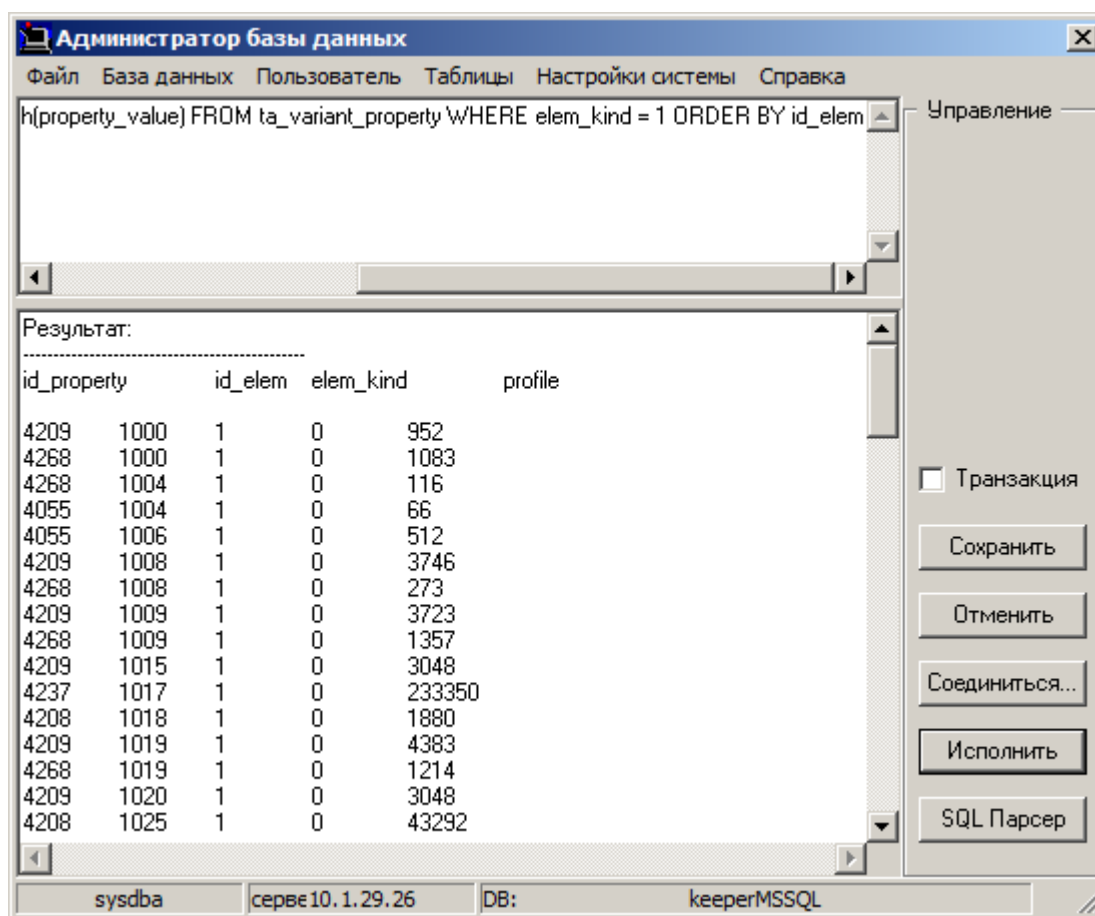 Администратор базы данных
Файл База данных Пользователь Таблицы Настройки системы Справка
h(property_value) FROM ta_variant_property WHERE elem_kind = 1 ORDER BY id_elem
Управление
Результат:
-----------------------------------------------
id_property id_elem elem_kind profile
4209 1000 1 0 952
4268 1000 1 0 1083
4268 1004 1 0 116
4055 1004 1 0 66
4055 1006 1 0 512
4209 1008 1 0 3746
4268 1008 1 0 273
4209 1009 1 0 3723
4268 1009 1 0 1357
4209 1015 1 0 3048
4237 1017 1 0 233350
4208 1018 1 0 1880
4209 1019 1 0 4383
4268 1019 1 0 1214
4209 1020 1 0 3048
4208 1025 1 0 43292
Транзакция
Сохранить
Отменить
Соединиться...
Исполнить
SQL Парсер
sysdba серве10.1.29.26 DB: keeperMSSQL